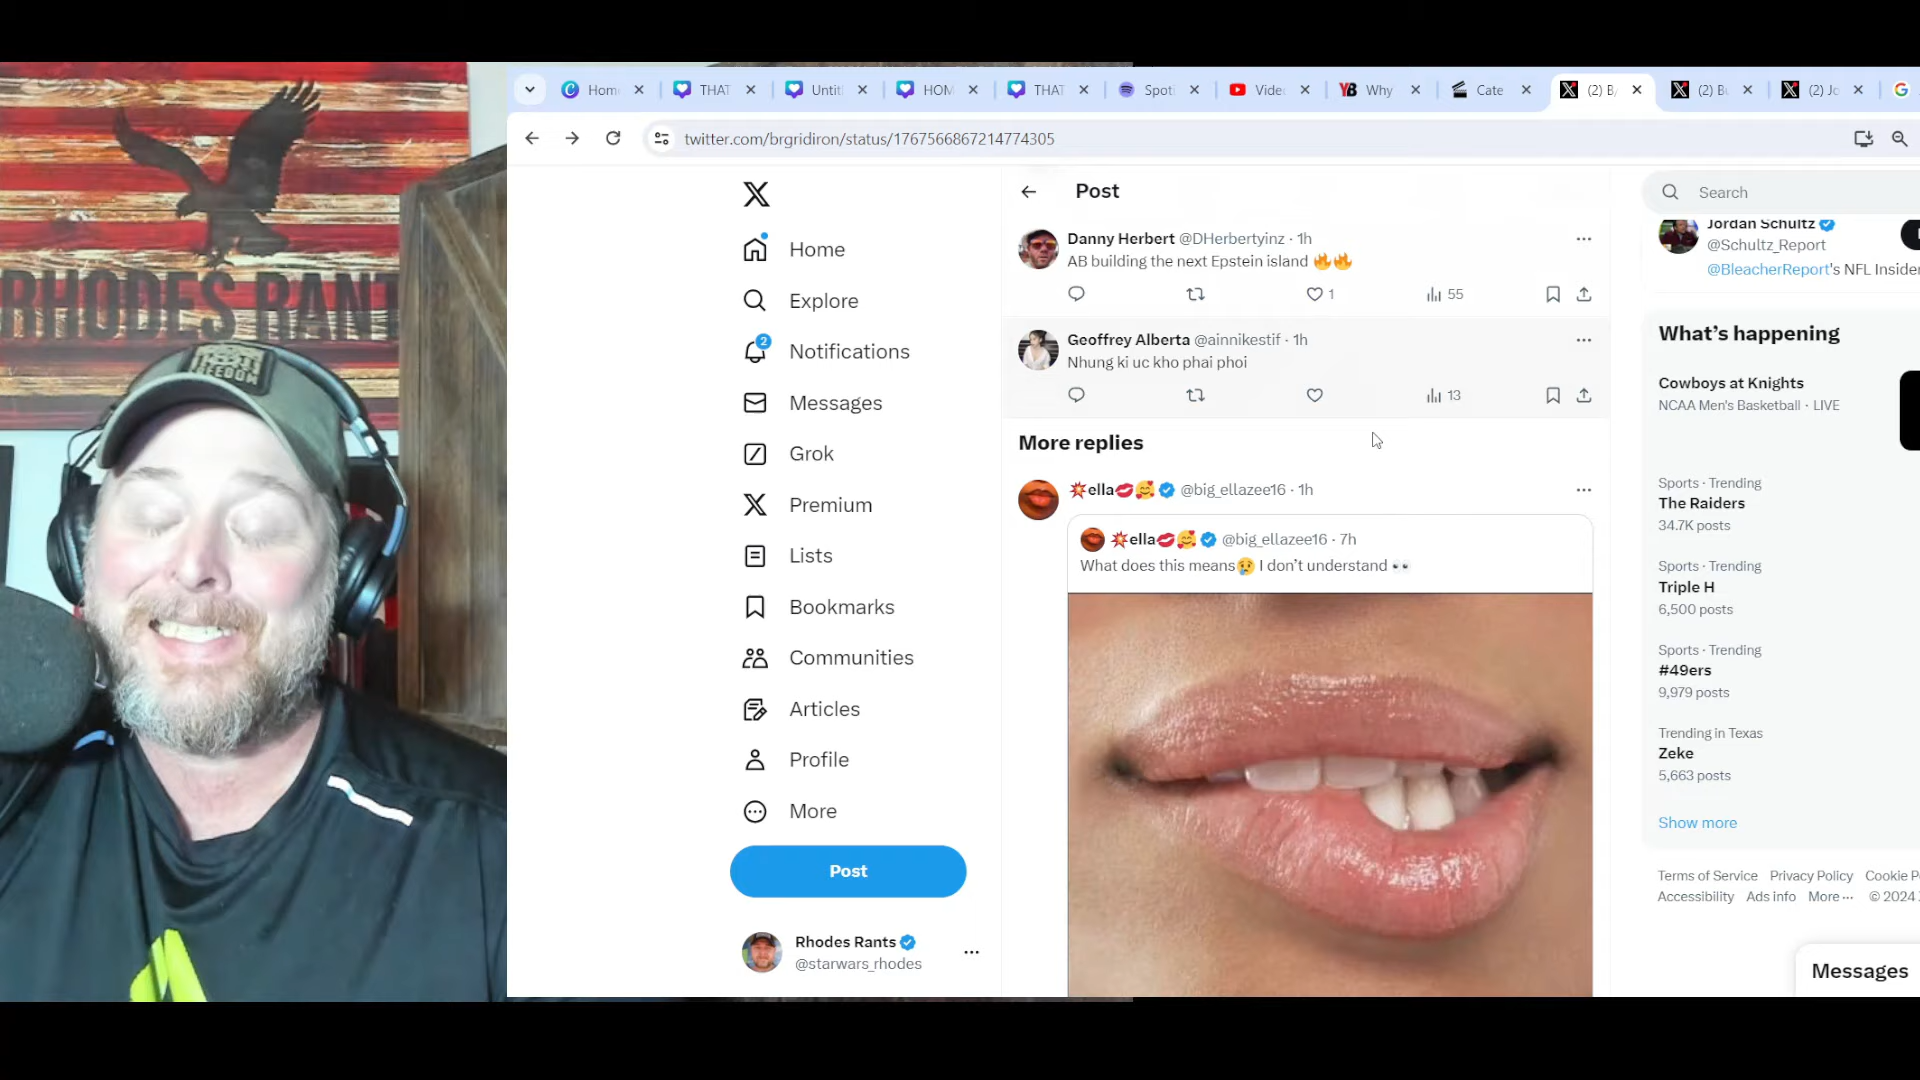 RHODES RANT
FREEDOM
Home
THAT
Untit
HOM
THAT
Spot
Vide
YB Why
Cate
(2) B
(2) B
(2) Jo
twitter.com/brgridiron/status/1767566867214774305
Home
Explore
2
Notifications
Messages
Grok
Premium
Lists
Bookmarks
Communities
Articles
Profile
More
Post
Rhodes Rants
@starwars_rhodes
Post
Danny Herbert @DHerbertyinz · 1h
AB building the next Epstein island 🔥🔥
1
55
Geoffrey Alberta @ainnikestif · 1h
Nhung ki uc kho phai phoi
13
More replies
💥ella💋🥰 @big_ellazee16 · 1h
💥ella💋🥰 @big_ellazee16 · 7h
What does this means😢 I don't understand 👀
Search
Jordan Schultz
@Schultz_Report
@BleacherReport's NFL Insider
What's happening
Cowboys at Knights
NCAA Men's Basketball · LIVE
Sports · Trending
The Raiders
34.7K posts
Sports · Trending
Triple H
6,500 posts
Sports · Trending
#49ers
9,979 posts
Trending in Texas
Zeke
5,663 posts
Show more
Terms of Service Privacy Policy Cookie P
Accessibility Ads info More ··· © 2024
Messages